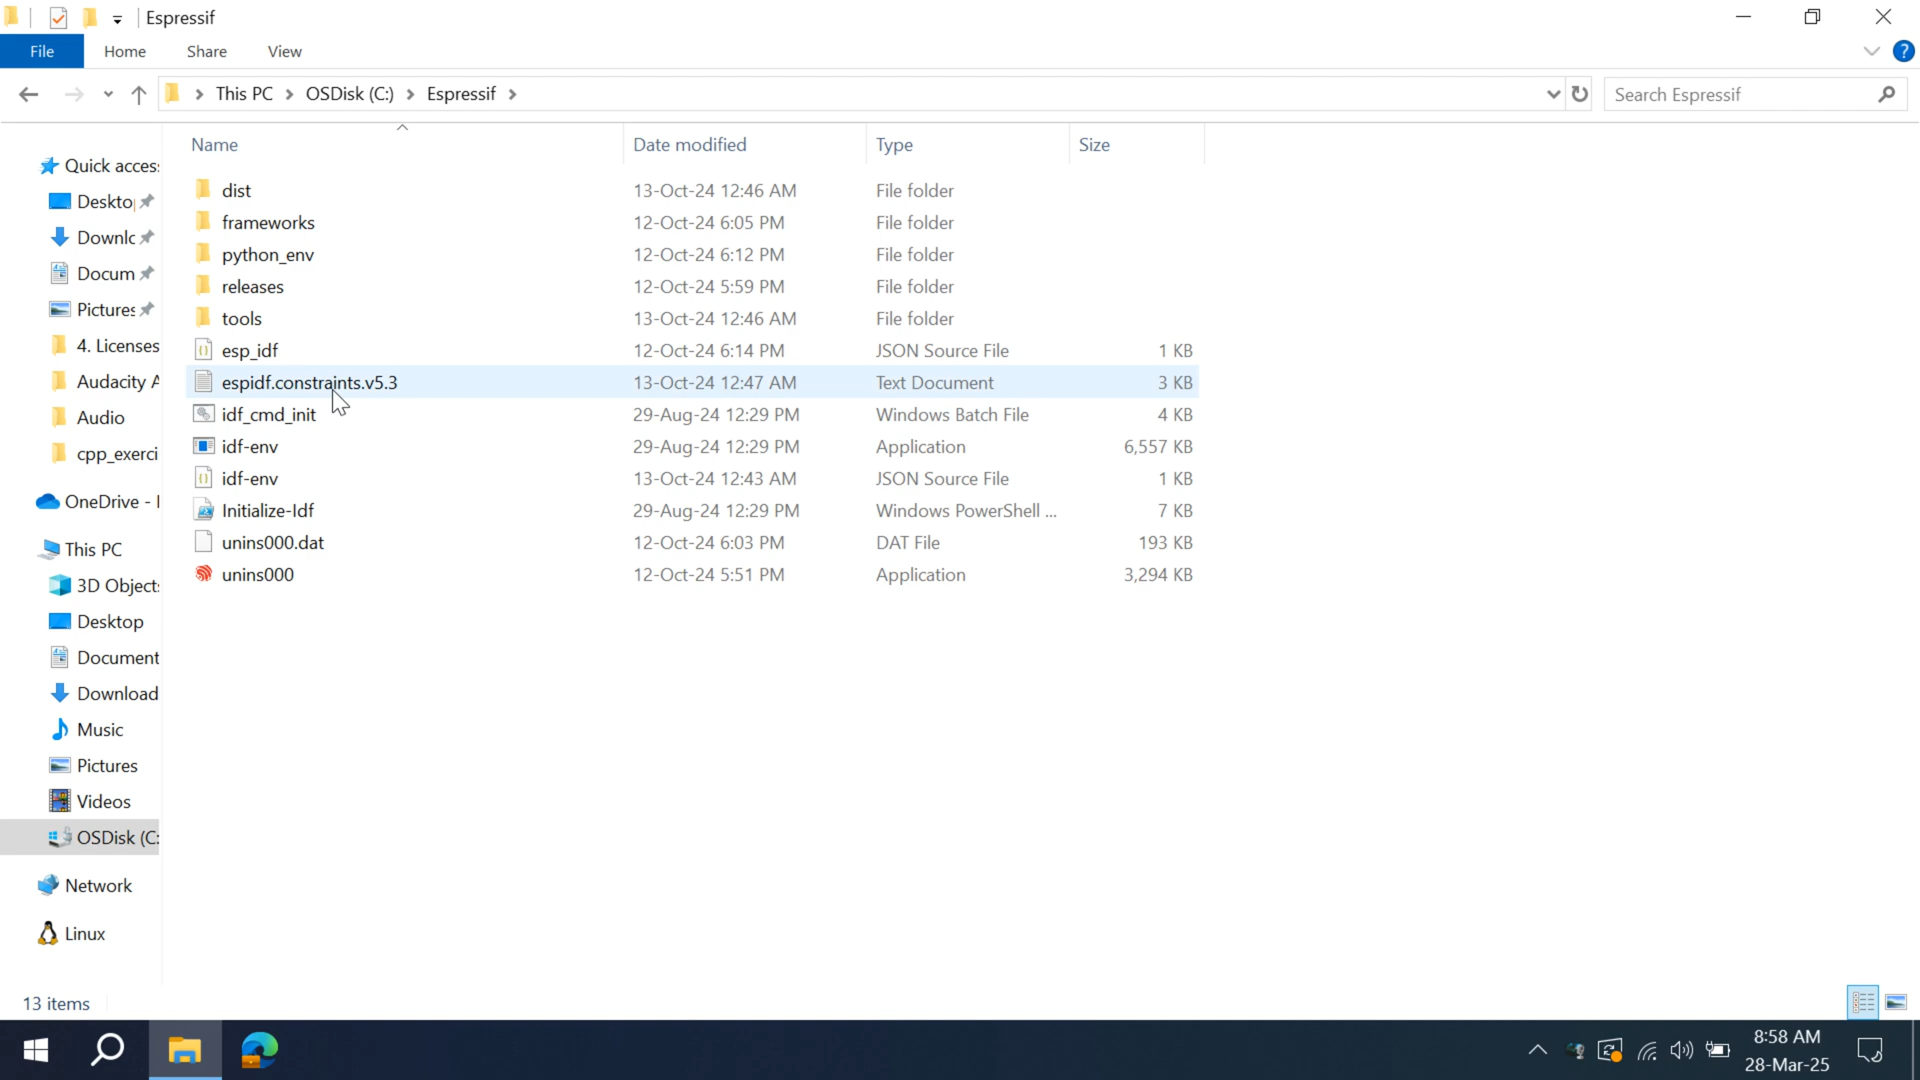 Espressif
File Home Share View
This PC OSDisk (C:) Espressif
Search Espressif
Name Date modified Type Size
Quick access
Deskto
Downlo
Docum
Pictures
4. Licenses
Audacity A
Audio
cpp_exerci
OneDrive -
This PC
3D Objects
Desktop
Document
Download
Music
Pictures
Videos
OSDisk (C:
Network
Linux
dist 13-Oct-24 12:46 AM File folder
frameworks 12-Oct-24 6:05 PM File folder
python_env 12-Oct-24 6:12 PM File folder
releases 12-Oct-24 5:59 PM File folder
tools 13-Oct-24 12:46 AM File folder
esp_idf 12-Oct-24 6:14 PM JSON Source File 1 KB
espidf.constraints.v5.3 13-Oct-24 12:47 AM Text Document 3 KB
idf_cmd_init 29-Aug-24 12:29 PM Windows Batch File 4 KB
idf-env 29-Aug-24 12:29 PM Application 6,557 KB
idf-env 13-Oct-24 12:43 AM JSON Source File 1 KB
Initialize-Idf 29-Aug-24 12:29 PM Windows PowerShell ... 7 KB
unins000.dat 12-Oct-24 6:03 PM DAT File 193 KB
unins000 12-Oct-24 5:51 PM Application 3,294 KB
13 items
8:58 AM
28-Mar-25